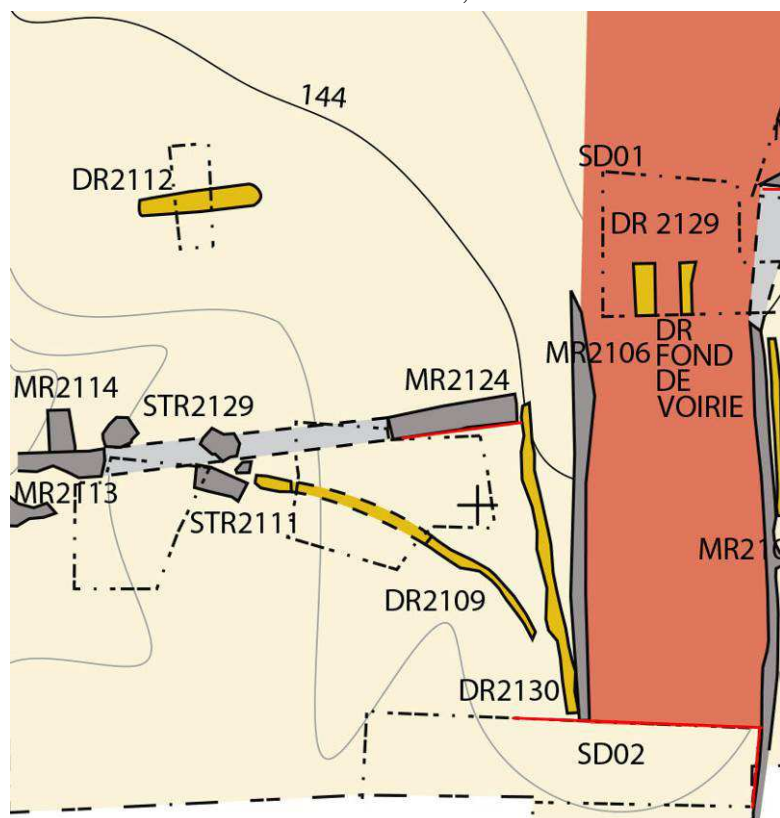 144
SD01
DR2112
DR 2129
MR2106
DR
FOND
DE
VOIRIE
MR2114
STR2129
MR2124
MR2113
STR2111
DR2109
DR2130
SD02